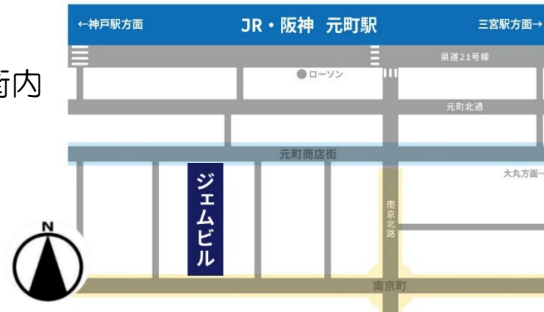 ←神戸駅方面
JR・阪神 元町駅
三宮駅方面→
県道21号線
ローソン
元町北通
街内
元町商店街
大丸方面→
ジェムビル
南京北路
N
南京町